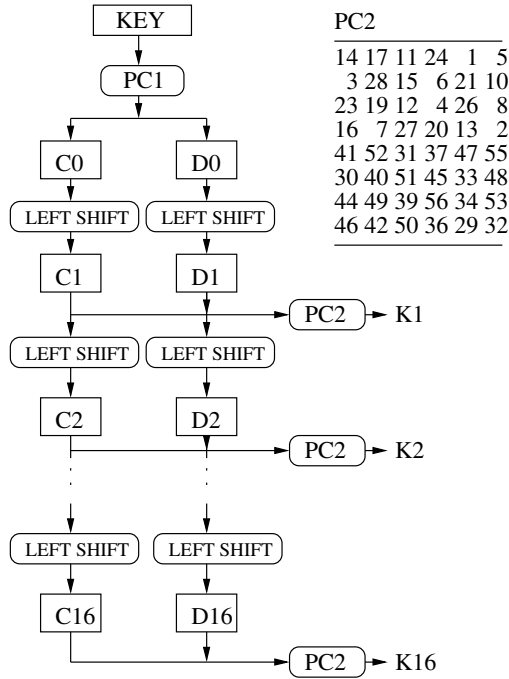 KEY
PC1
C0 D0
LEFT SHIFT LEFT SHIFT
C1 D1
PC2 K1
LEFT SHIFT LEFT SHIFT
C2 D2
PC2 K2
LEFT SHIFT LEFT SHIFT
C16 D16
PC2 K16
PC2
14 17 11 24 1 5
3 28 15 6 21 10
23 19 12 4 26 8
16 7 27 20 13 2
41 52 31 37 47 55
30 40 51 45 33 48
44 49 39 56 34 53
46 42 50 36 29 32